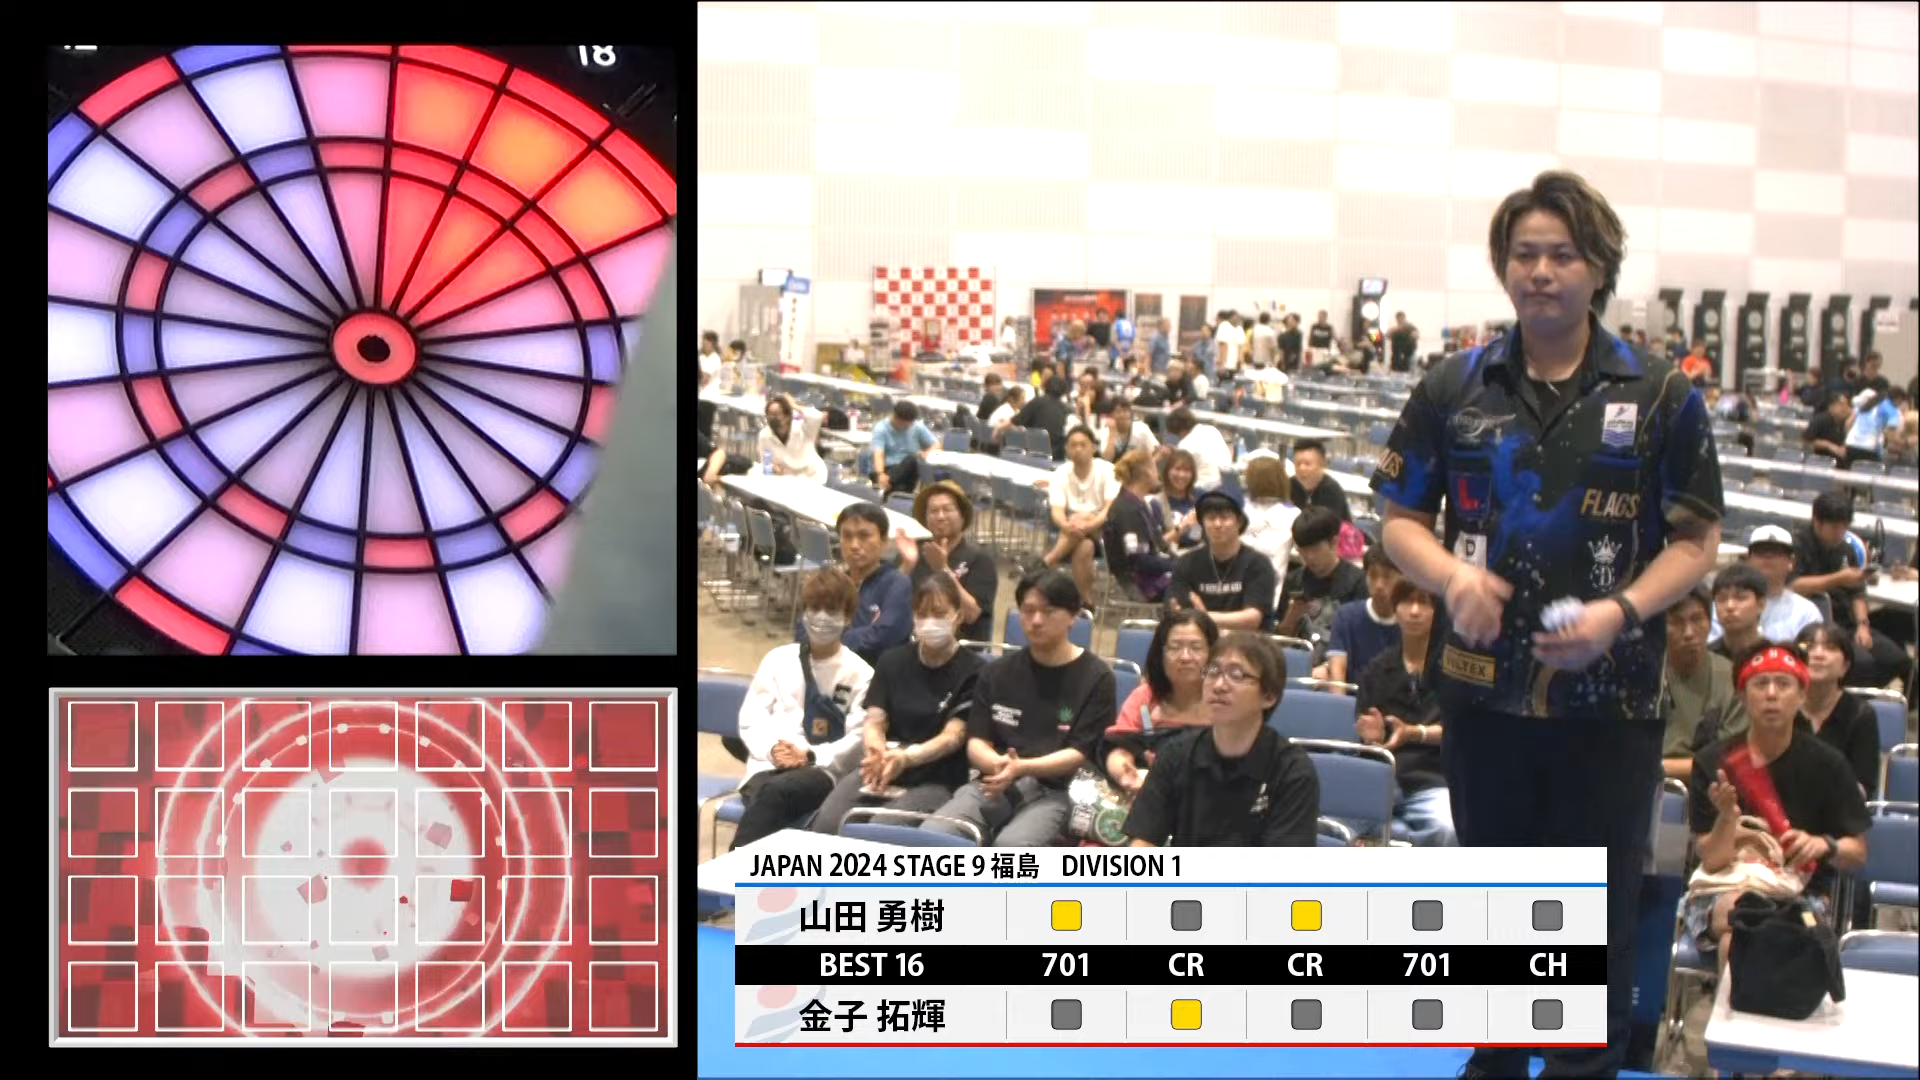 18
FLAGS
L
D
D
JAPAN 2024 STAGE 9 福島 DIVISION 1
山田 勇樹
BEST 16 701 CR CR 701 CH
金子 拓輝